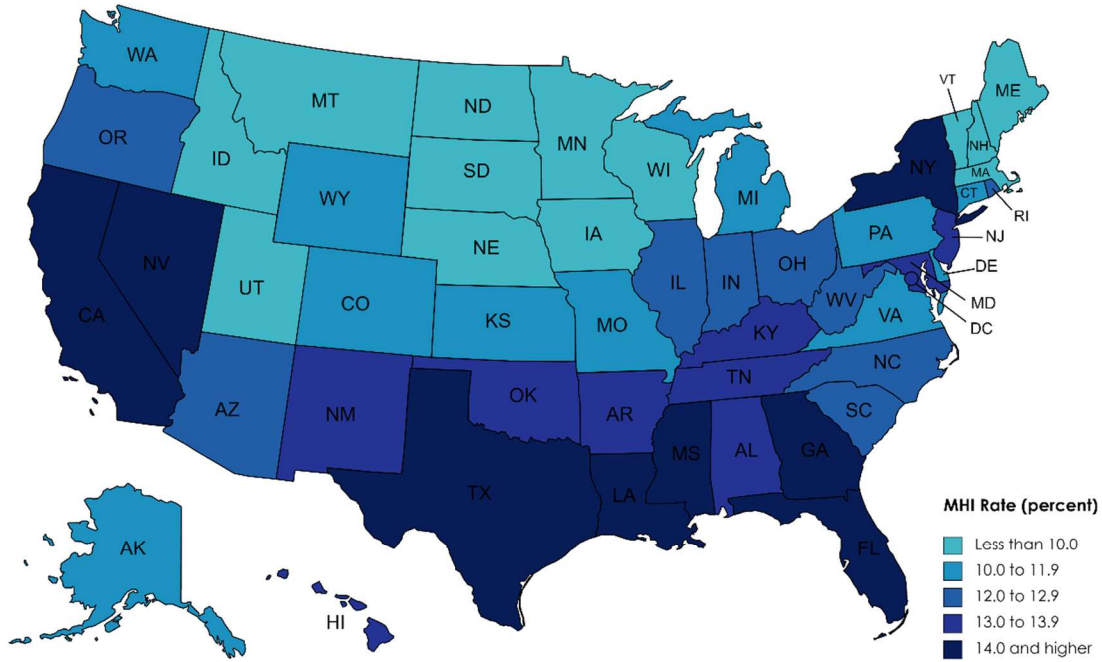 WA
MT
ND
MN
VT
ME
OR
ID
SD
WI
NH
NY
MA
WY
MI
CT
RI
NE
IA
PA
NJ
NV
UT
CO
IL
IN
OH
DE
CA
KS
MO
WV
VA
MD
KY
DC
AZ
NM
OK
AR
TN
NC
SC
TX
LA
MS
AL
GA
FL
AK
HI
MHI Rate (percent)
Less than 10.0
10.0 to 11.9
12.0 to 12.9
13.0 to 13.9
14.0 and higher